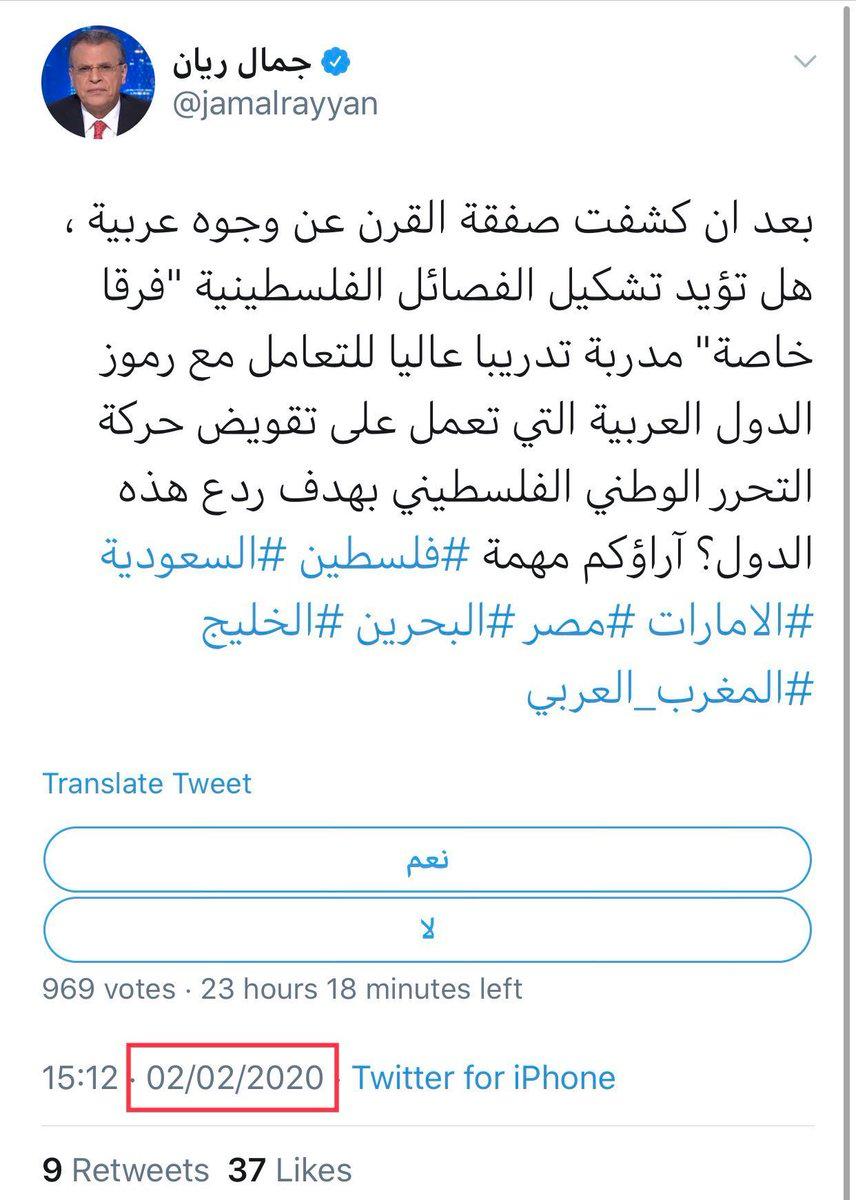 جمال ريان
@jamalrayyan
بعد ان كشفت صفقة القرن عن وجوه عربية ،
هل تؤيد تشكيل الفصائل الفلسطينية "فرقا
خاصة" مدربة تدريبا عاليا للتعامل مع رموز
الدول العربية التي تعمل على تقويض حركة
التحرر الوطني الفلسطيني بهدف ردع هذه
الدول؟ آراؤكم مهمة #فلسطين #السعودية
#الامارات #مصر #البحرين #الخليج
#المغرب_العربي
Translate Tweet
نعم
لا
969 votes · 23 hours 18 minutes left
15:12 · 02/02/2020 · Twitter for iPhone
9 Retweets 37 Likes